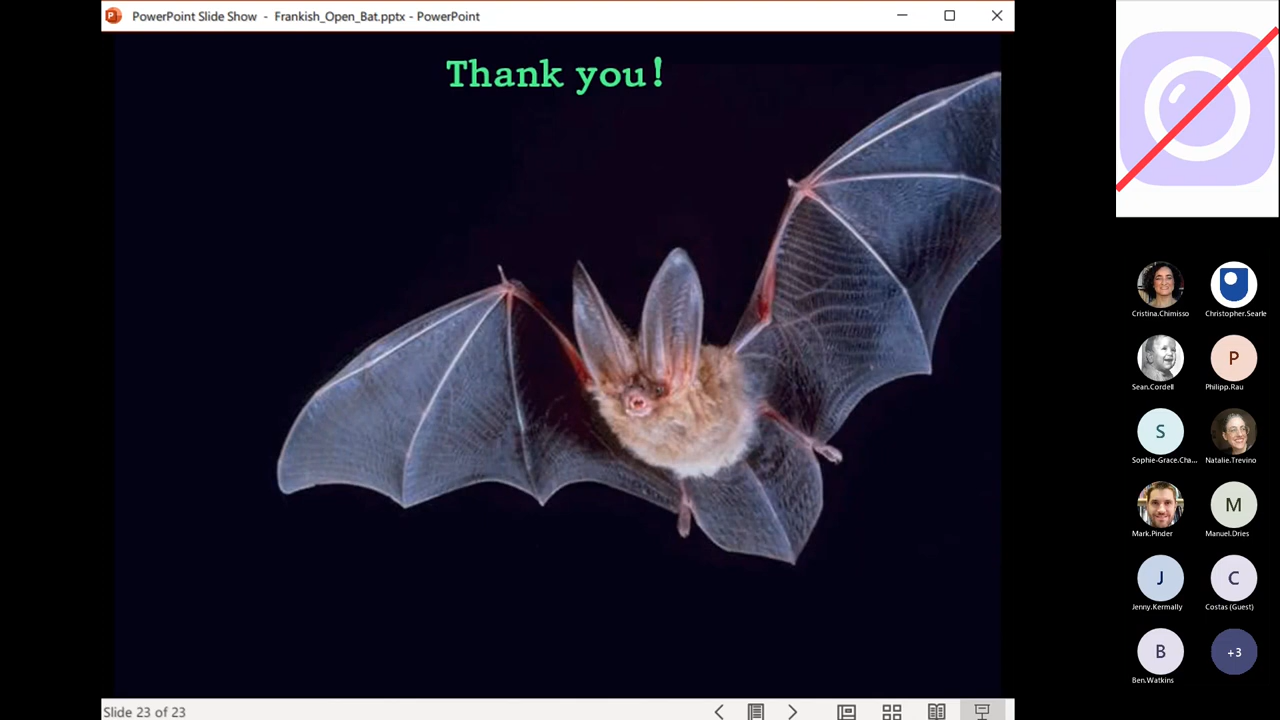 PowerPoint Slide Show - Frankish_Open_Bat.pptx - PowerPoint
Thank you!
Cristina.Chimisso
Christopher.Searle
Sean.Cordell
P
Philipp.Rau
S
Sophie-Grace.Cha...
Natalie.Trevino
Mark.Pinder
M
Manuel.Dries
J
Jenny.Kermally
C
Costas (Guest)
B
Ben.Watkins
+3
Slide 23 of 23